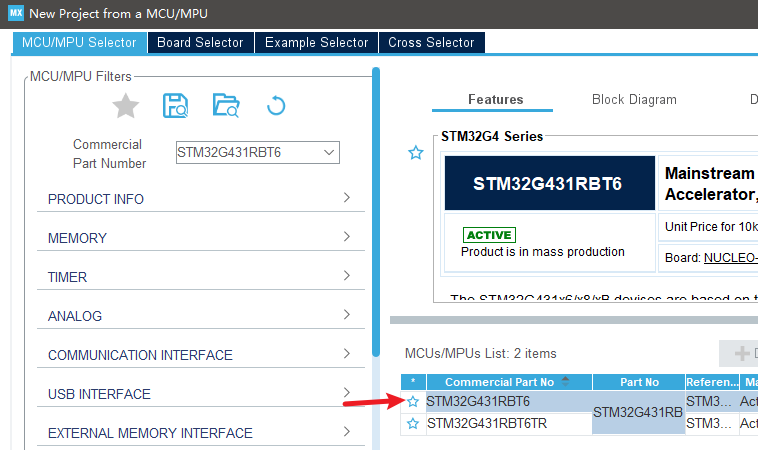 MX New Project from a MCU/MPU
MCU/MPU Selector Board Selector Example Selector Cross Selector
MCU/MPU Filters
Commercial
Part Number
STM32G431RBT6
PRODUCT INFO
MEMORY
TIMER
ANALOG
COMMUNICATION INTERFACE
USB INTERFACE
EXTERNAL MEMORY INTERFACE
Features Block Diagram D
STM32G4 Series
STM32G431RBT6
Mainstream
Accelerator,
ACTIVE
Product is in mass production
Unit Price for 10k
Board: NUCLEO-
The STM32G431x6/x8/xB devices are based on t
MCUs/MPUs List: 2 items
* Commercial Part No Part No Referen... Ma
STM32G431RBT6 STM32G431RB STM3... Act
STM32G431RBT6TR STM3... Act